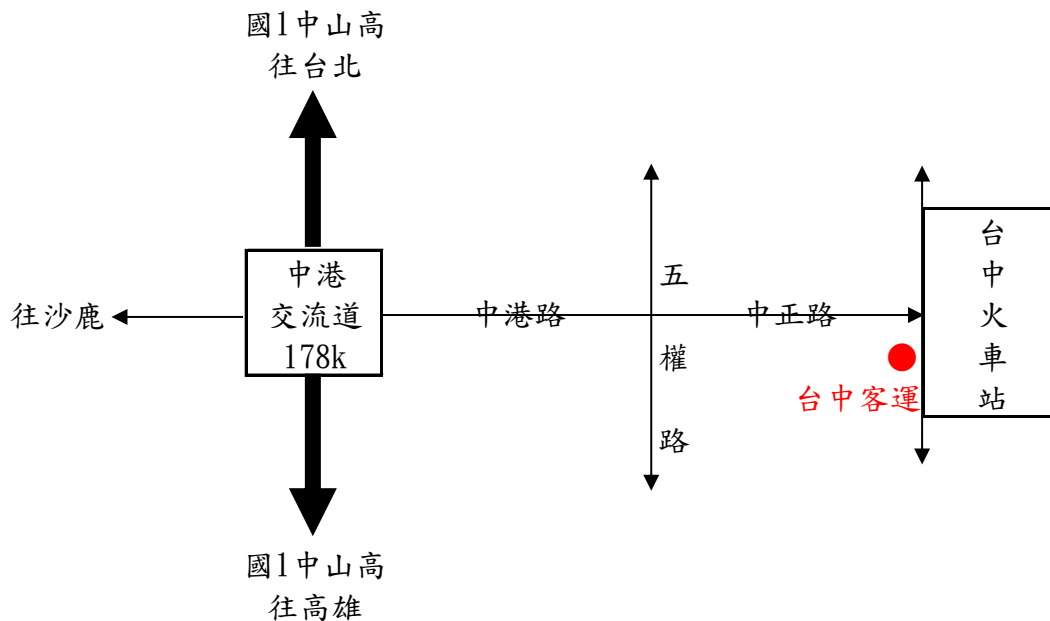 國1中山高
往台北
中港
交流道
178k
往沙鹿
中港路
五權路
中正路
台中火車站
台中客運
國1中山高
往高雄